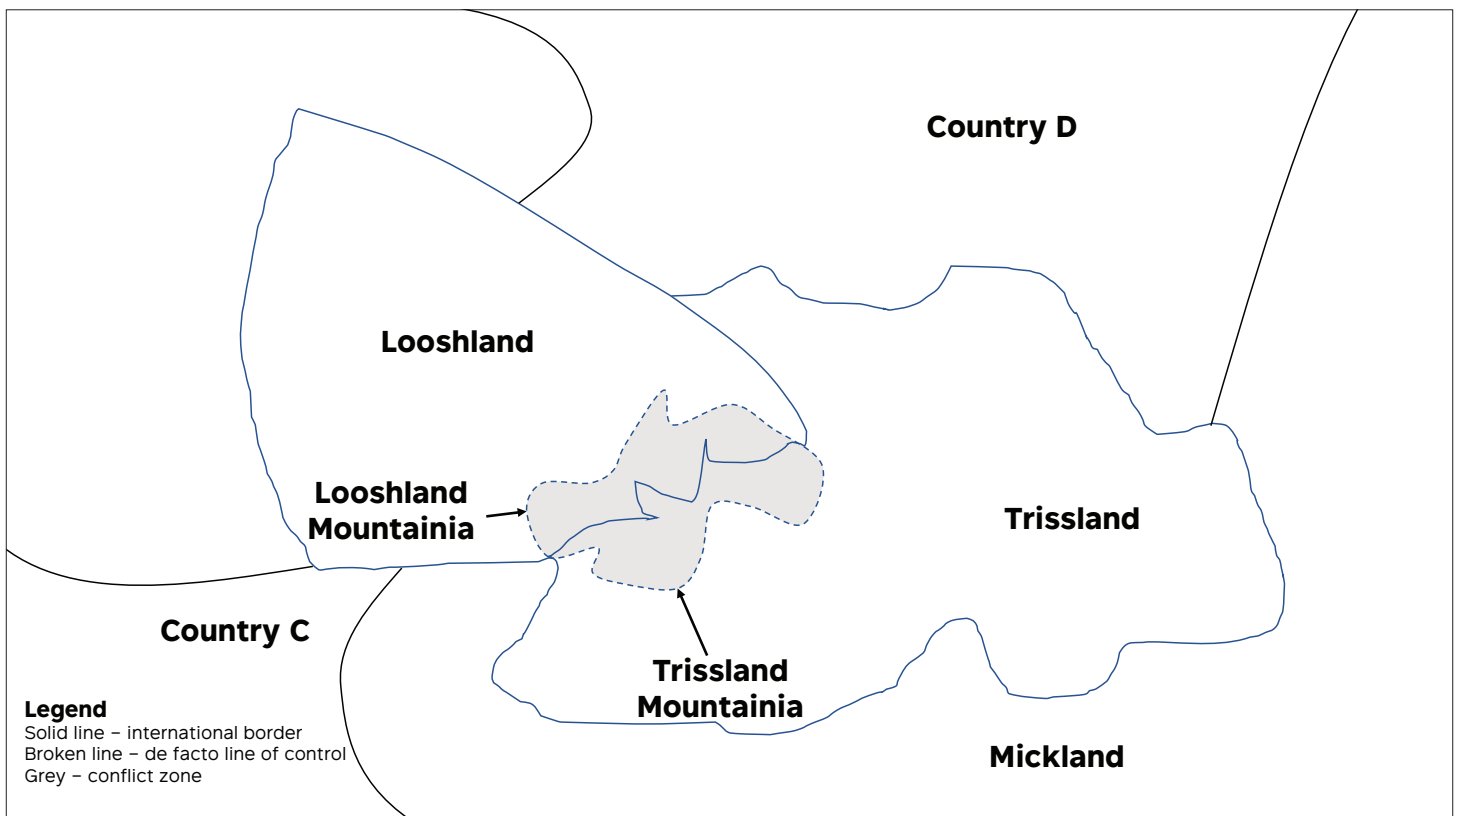 Country D
Looshland
Looshland
Mountainia
Trissland
Country C
Trissland
Mountainia
Mickland
Legend
Solid line – international border
Broken line – de facto line of control
Grey – conflict zone